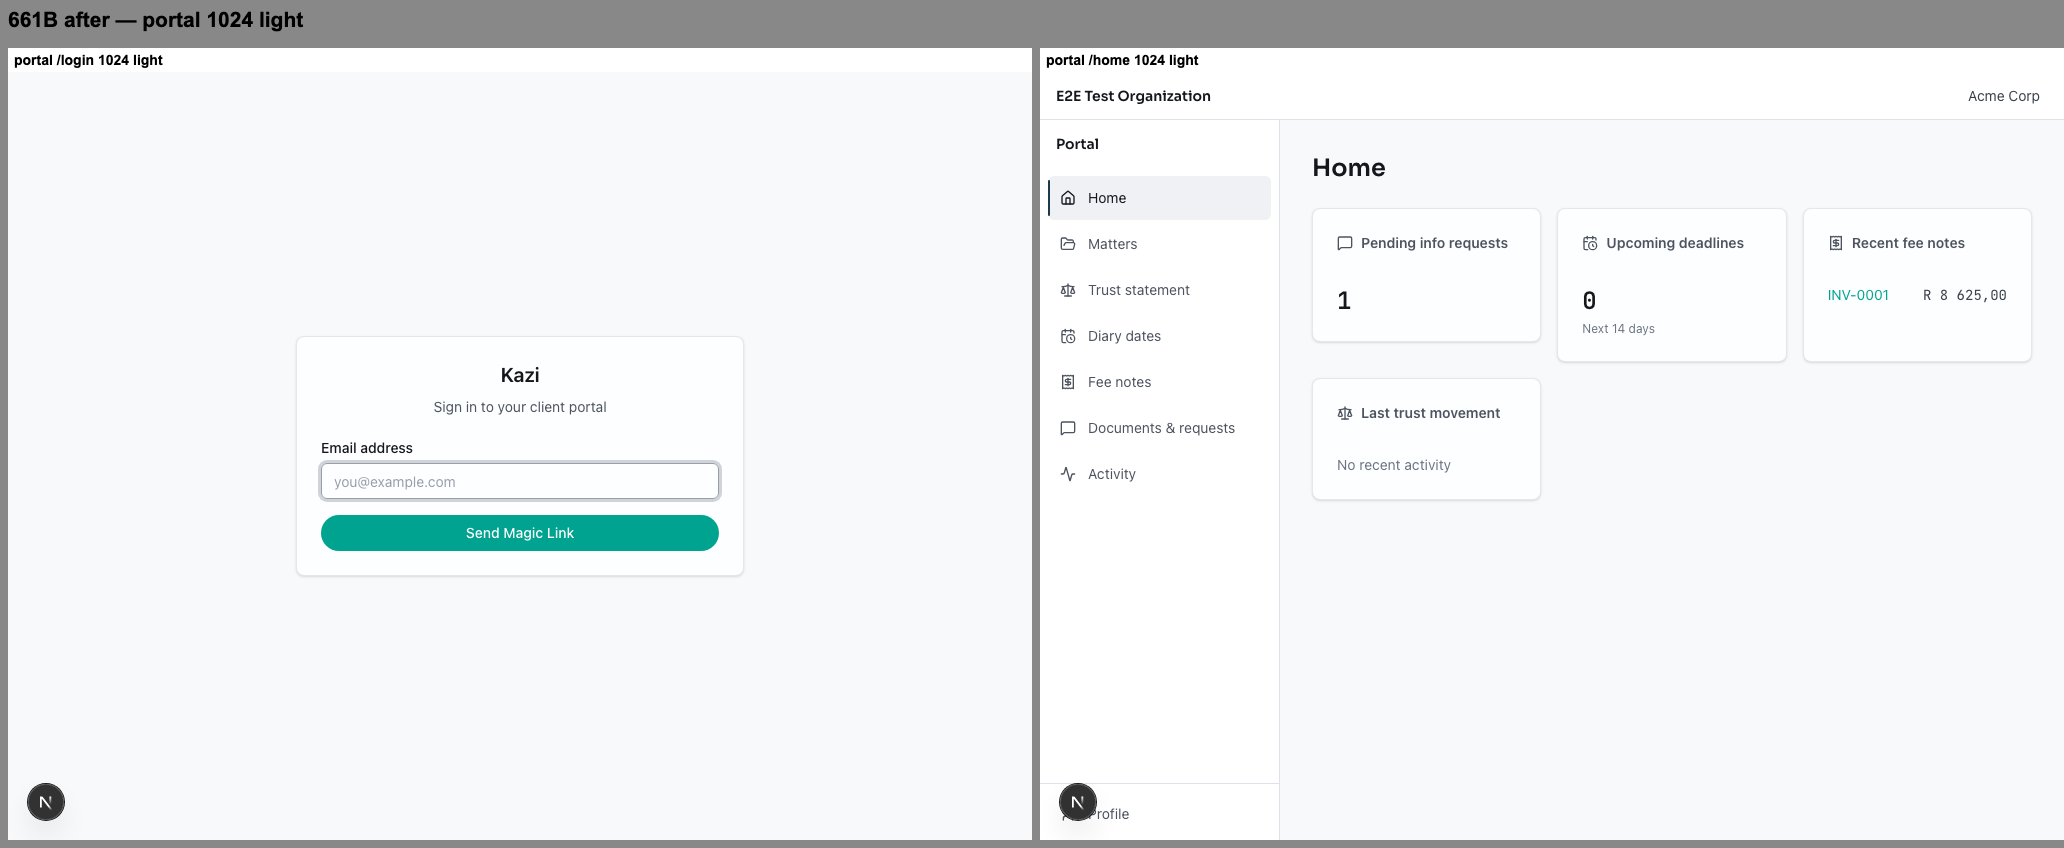 661B after — portal 1024 light
portal /login 1024 light
Kazi
Sign in to your client portal
Email address
you@example.com
Send Magic Link
N
portal /home 1024 light
E2E Test Organization
Acme Corp
Portal
Home
Matters
Trust statement
Diary dates
Fee notes
Documents & requests
Activity
N
Profile
Home
Pending info requests
1
Upcoming deadlines
0
Next 14 days
Recent fee notes
INV-0001 R 8 625,00
Last trust movement
No recent activity